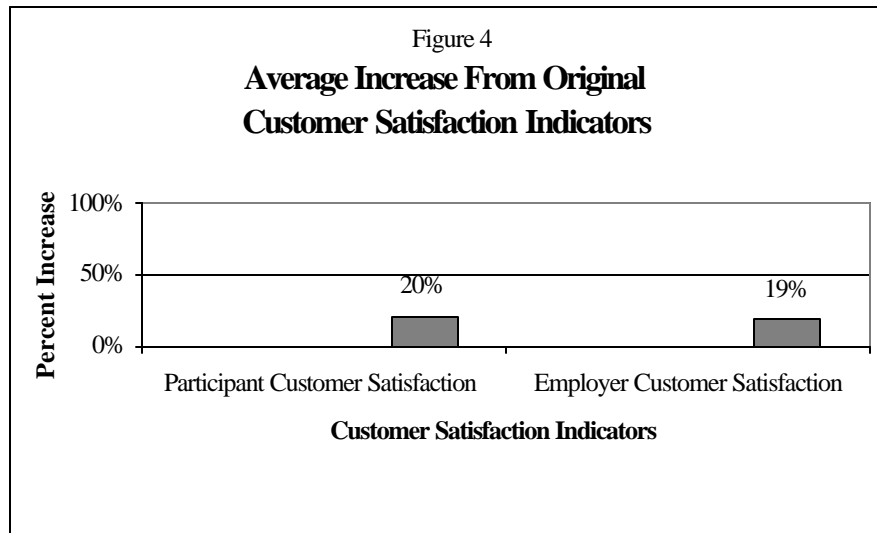 Figure 4
Average Increase From Original
Customer Satisfaction Indicators
Percent Increase
100%
50%
0%
20%
19%
Participant Customer Satisfaction
Employer Customer Satisfaction
Customer Satisfaction Indicators